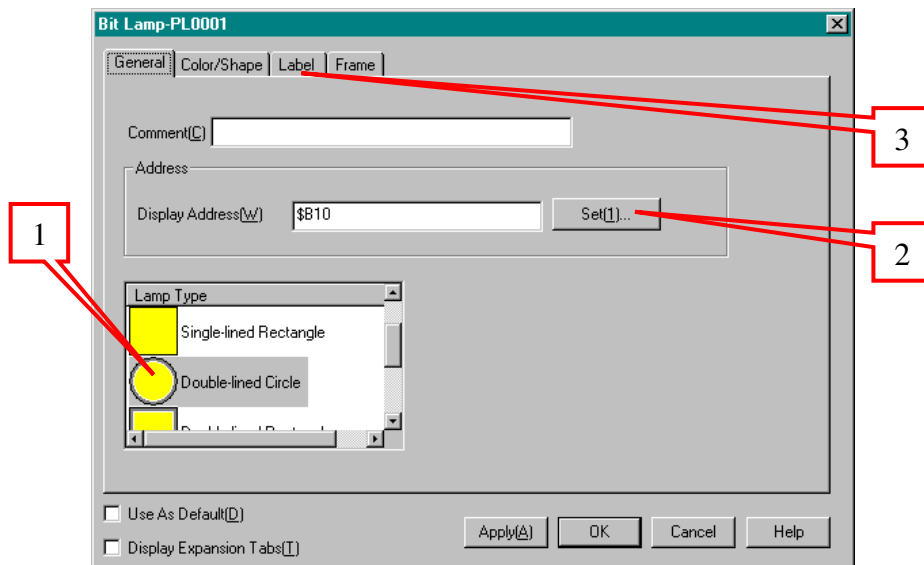 Bit Lamp-PL0001
General Color/Shape Label Frame
3
Comment(C)
Address
Display Address(W) $B10 Set(1)...
1
2
Lamp Type
Single-lined Rectangle
Double-lined Circle
Use As Default(D)
Apply(A) OK Cancel Help
Display Expansion Tabs(T)